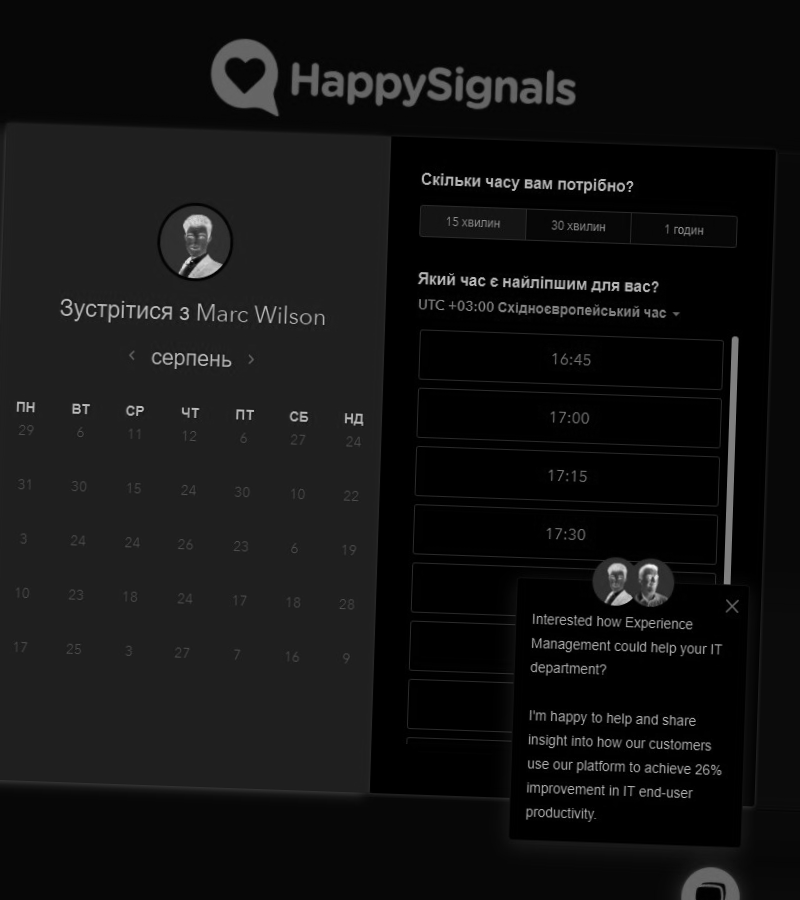 HappySignals
Зустрітися з Marc Wilson
серпень
ПН ВТ СР ЧТ ПТ СБ НД
29 6 11 12 6 27 24
31 30 15 24 30 10 22
3 24 24 26 23 6 19
10 23 18 24 17 18 28
17 25 3 27 7 16 9
Скільки часу вам потрібно?
15 хвилин 30 хвилин 1 годин
Який час є найліпшим для вас?
UTC +03:00 Східноєвропейський час
16:45
17:00
17:15
17:30
Interested how Experience
Management could help your IT
department?
I'm happy to help and share
insight into how our customers
use our platform to achieve 26%
improvement in IT end-user
productivity.